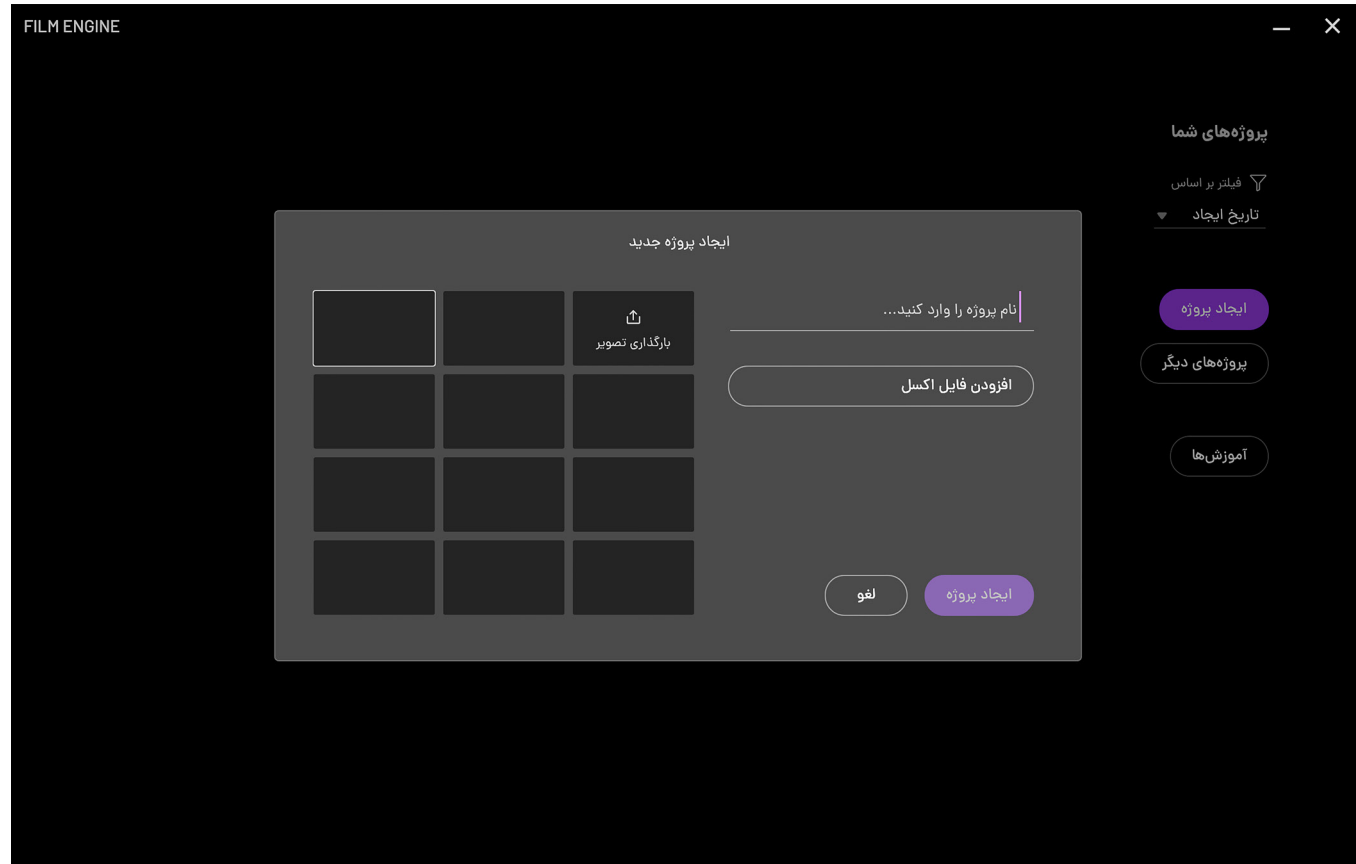 FILM ENGINE
پروژه‌های شما
فیلتر بر اساس
تاریخ ایجاد
ایجاد پروژه
پروژه‌های دیگر
آموزش‌ها
ایجاد پروژه جدید
نام پروژه را وارد کنید...
افزودن فایل اکسل
بارگذاری تصویر
ایجاد پروژه
لغو